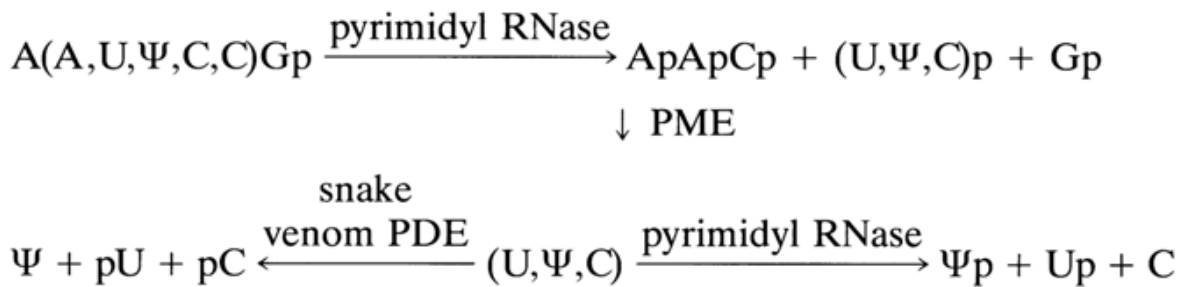 pyrimidyl RNase
A(A,U,Ψ,C,C)Gp ⟶ ApApCp + (U,Ψ,C)p + Gp
↓ PME
snake
venom PDE pyrimidyl RNase
Ψ + pU + pC ⟵ (U,Ψ,C) ⟶ Ψp + Up + C